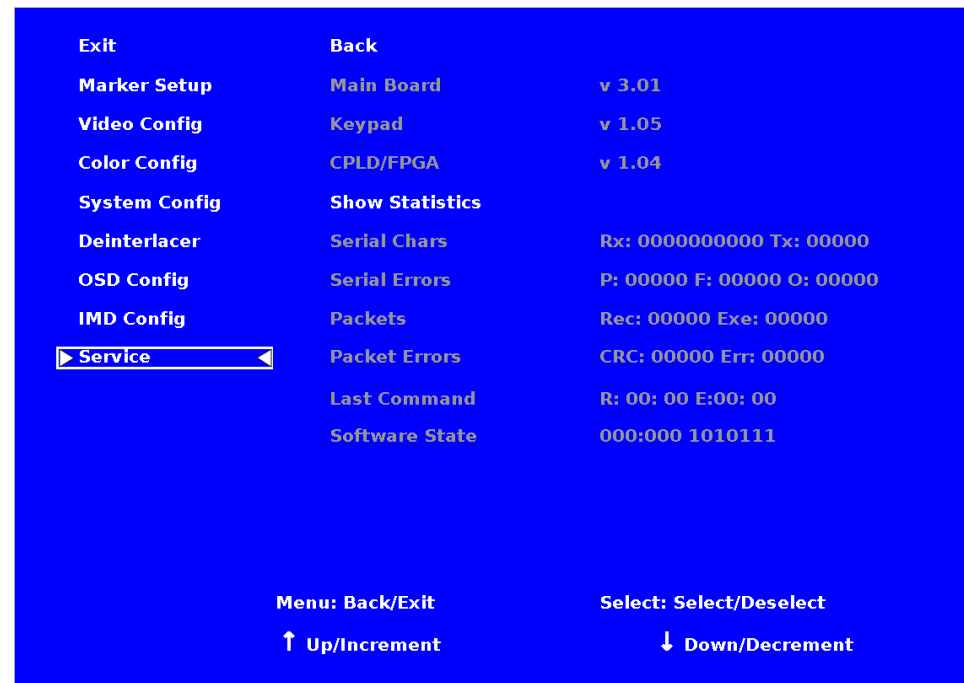 Exit Back
Marker Setup Main Board v 3.01
Video Config Keypad v 1.05
Color Config CPLD/FPGA v 1.04
System Config Show Statistics
Deinterlacer Serial Chars Rx: 0000000000 Tx: 00000
OSD Config Serial Errors P: 00000 F: 00000 O: 00000
IMD Config Packets Rec: 00000 Exe: 00000
Service Packet Errors CRC: 00000 Err: 00000
Last Command R: 00: 00 E:00: 00
Software State 000:000 1010111
Menu: Back/Exit Select: Select/Deselect
↑ Up/Increment ↓ Down/Decrement